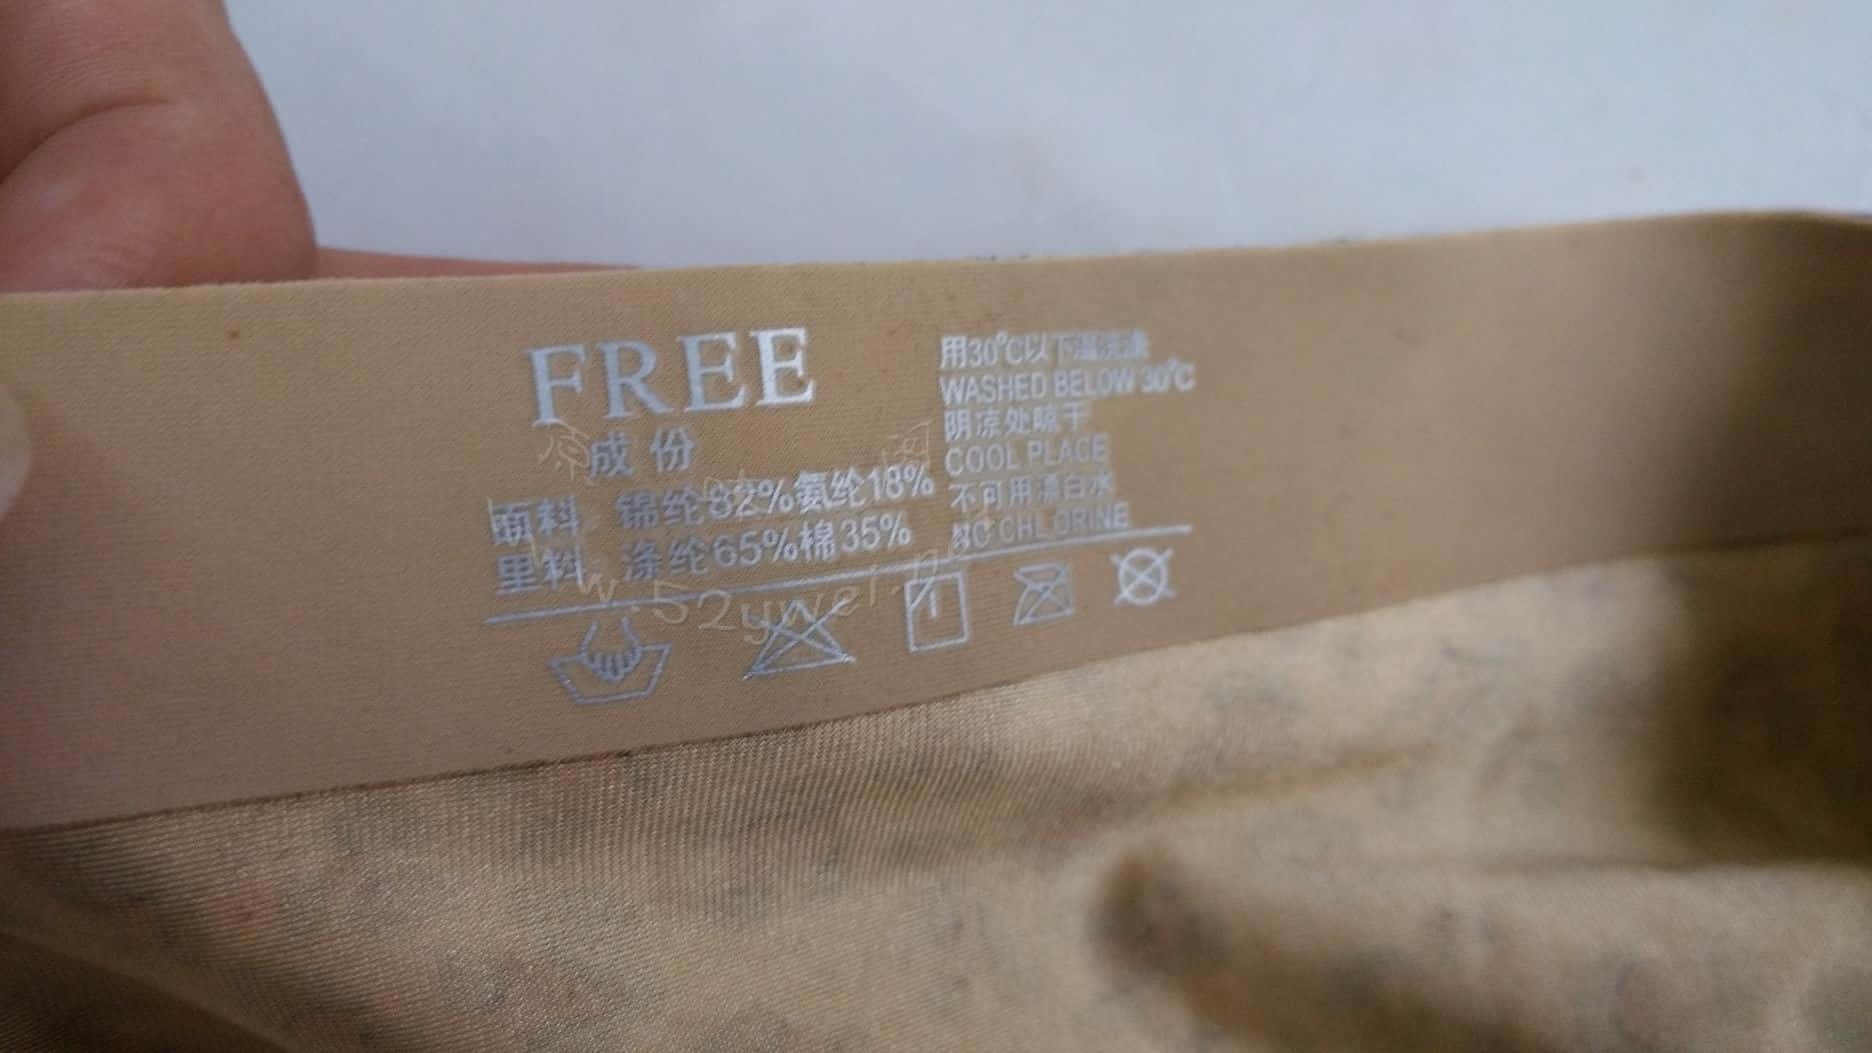 FREE
成份
面料 锦纶82%氨纶18%
里料 涤纶65%棉35%
用30°C以下温洗涤
WASHED BELOW 30°C
阴凉处晾干
COOL PLACE
不可用漂白水
NO CHLORINE
www.52ywei.